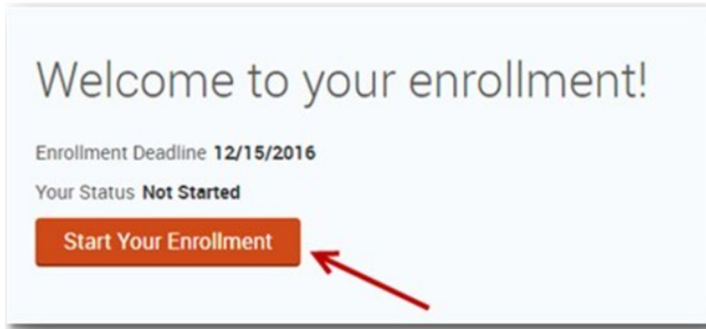 Welcome to your enrollment!
Enrollment Deadline 12/15/2016
Your Status Not Started
Start Your Enrollment